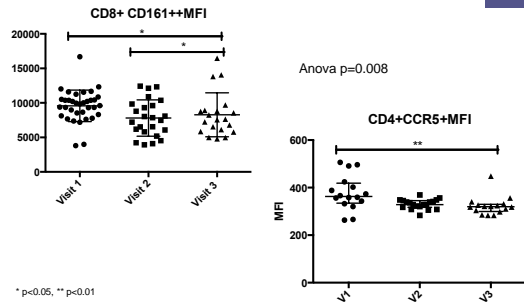 CD8+ CD161++MFI
*
*
20000
15000
10000
5000
0
Visit 1
Visit 2
Visit 3
Anova p=0.008
CD4+CCR5+MFI
**
MFI
600
400
200
0
V1
V2
V3
* p<0.05, ** p<0.01